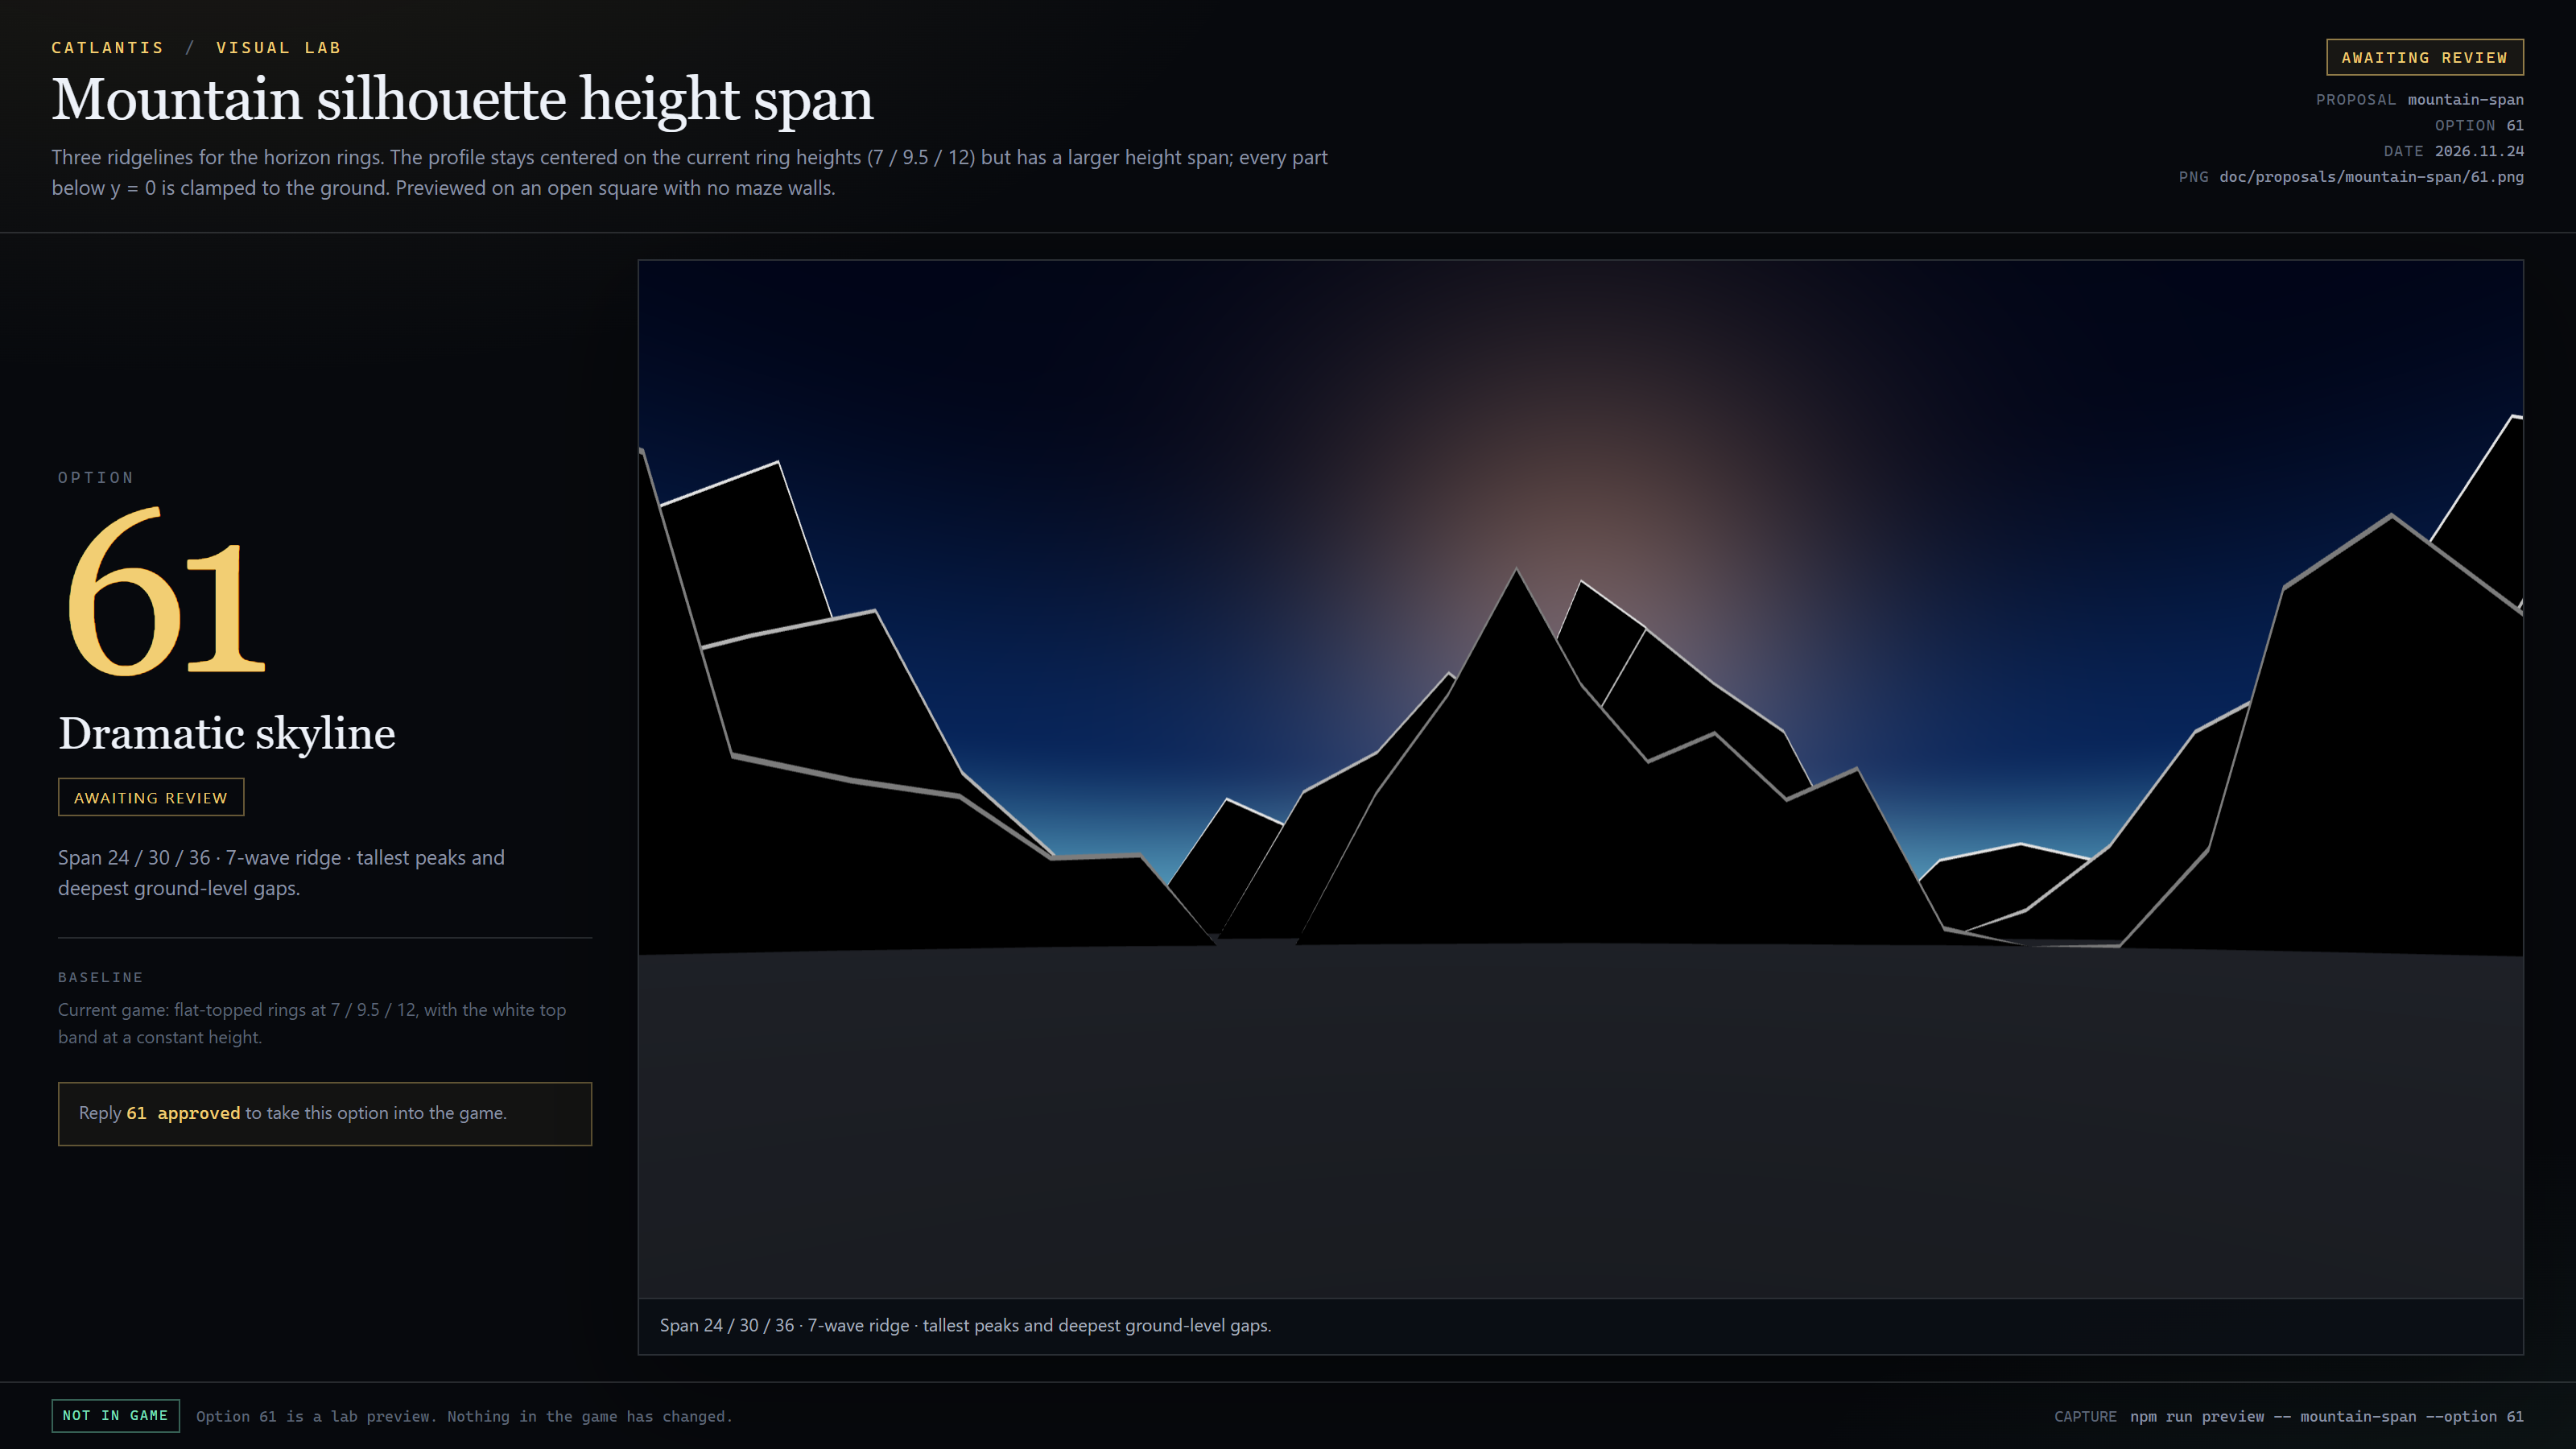 CATLANTIS / VISUAL LAB
Mountain silhouette height span
Three ridgelines for the horizon rings. The profile stays centered on the current ring heights (7 / 9.5 / 12) but has a larger height span; every part
below y = 0 is clamped to the ground. Previewed on an open square with no maze walls.
AWAITING REVIEW
PROPOSAL mountain-span
OPTION 61
DATE 2026.11.24
PNG doc/proposals/mountain-span/61.png
OPTION
61
Dramatic skyline
AWAITING REVIEW
Span 24 / 30 / 36 · 7-wave ridge · tallest peaks and
deepest ground-level gaps.
BASELINE
Current game: flat-topped rings at 7 / 9.5 / 12, with the white top
band at a constant height.
Reply 61 approved to take this option into the game.
Span 24 / 30 / 36 · 7-wave ridge · tallest peaks and deepest ground-level gaps.
NOT IN GAME Option 61 is a lab preview. Nothing in the game has changed.
CAPTURE npm run preview -- mountain-span --option 61